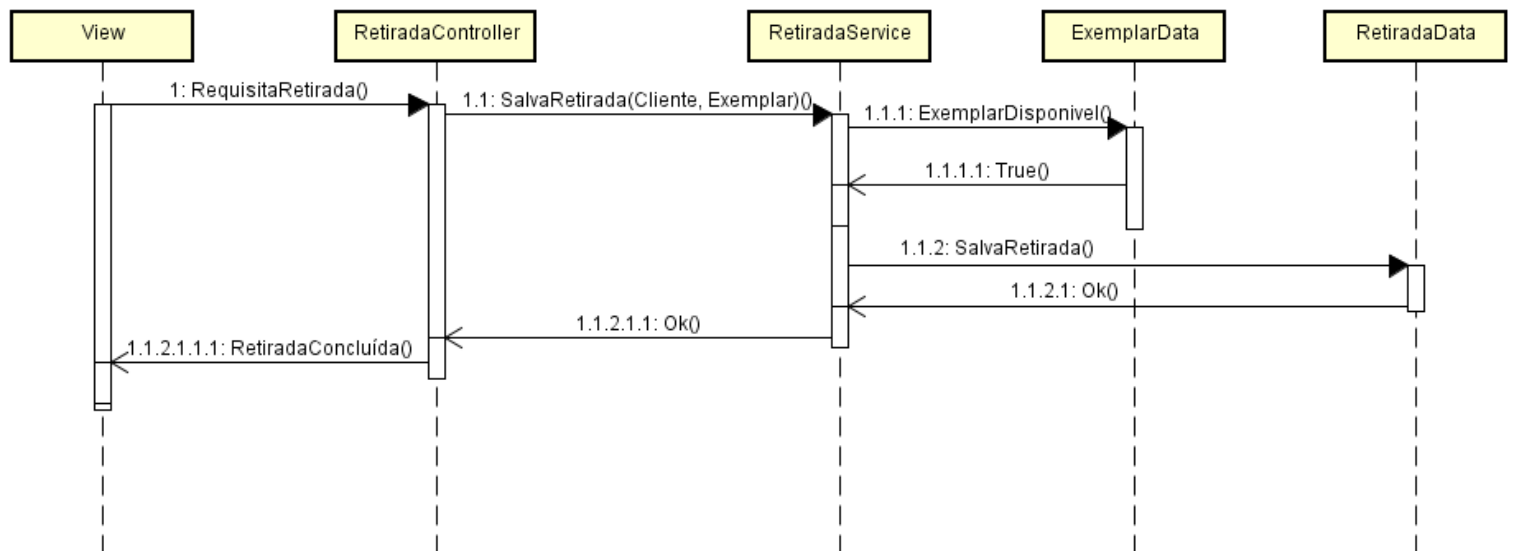 View
RetiradaController
RetiradaService
ExemplarData
RetiradaData
1: RequisitaRetirada()
1.1: SalvaRetirada(Cliente, Exemplar)()
1.1.1: ExemplarDisponivel()
1.1.1.1: True()
1.1.2: SalvaRetirada()
1.1.2.1: Ok()
1.1.2.1.1: Ok()
1.1.2.1.1.1: RetiradaConcluída()